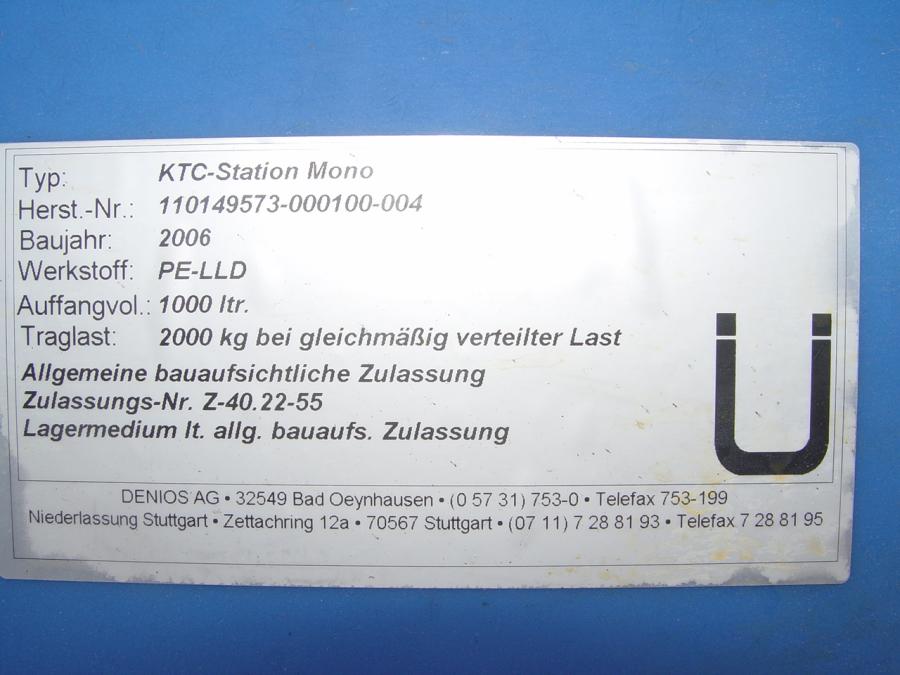 Typ: KTC-Station Mono
Herst.-Nr.: 110149573-000100-004
Baujahr: 2006
Werkstoff: PE-LLD
Auffangvol.: 1000 ltr.
Traglast: 2000 kg bei gleichmäßig verteilter Last
Allgemeine bauaufsichtliche Zulassung
Zulassungs-Nr. Z-40.22-55
Lagermedium lt. allg. bauaufs. Zulassung
Ü
DENIOS AG • 32549 Bad Oeynhausen • (0 57 31) 753-0 • Telefax 753-199
Niederlassung Stuttgart • Zettachring 12a • 70567 Stuttgart • (07 11) 7 28 81 93 • Telefax 7 28 81 95